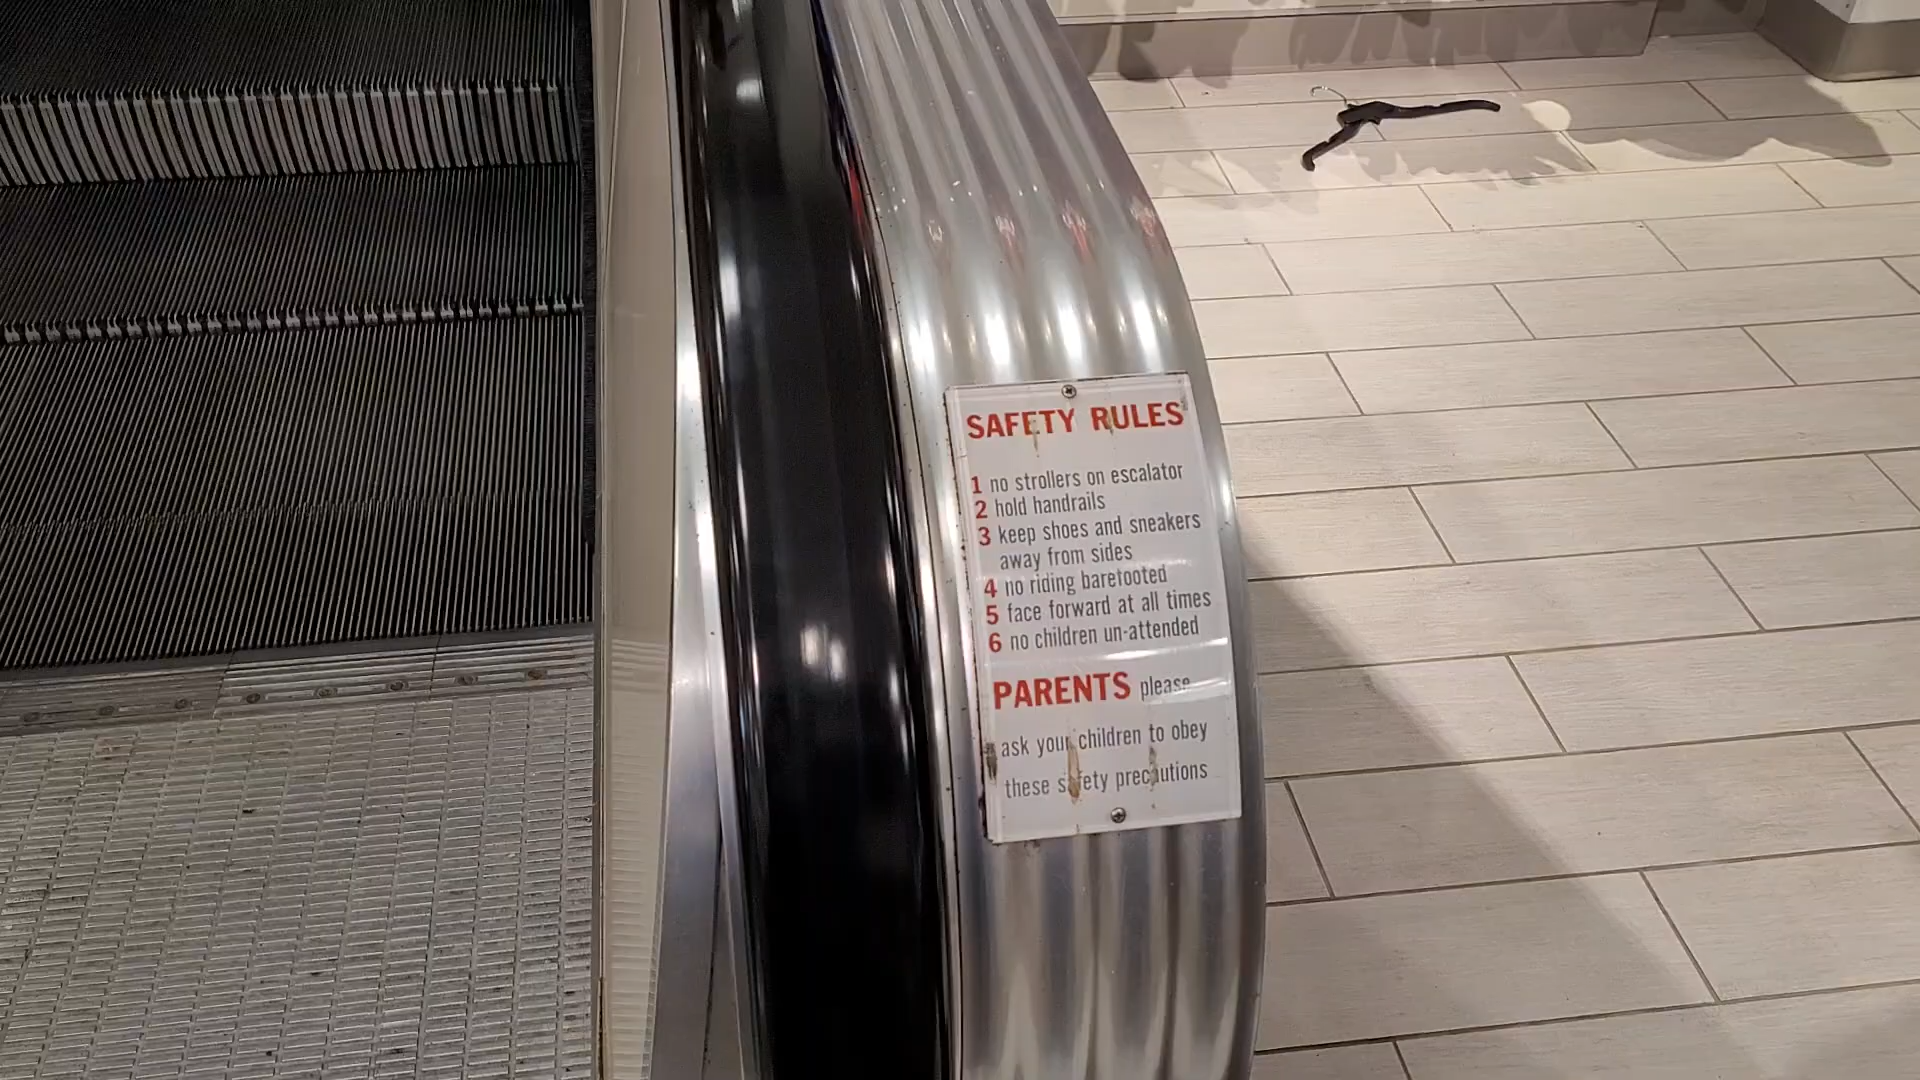 SAFETY RULES
1 no strollers on escalator
2 hold handrails
3 keep shoes and sneakers
away from sides
4 no riding barefooted
5 face forward at all times
6 no children un-attended
PARENTS please
ask your children to obey
these safety precautions